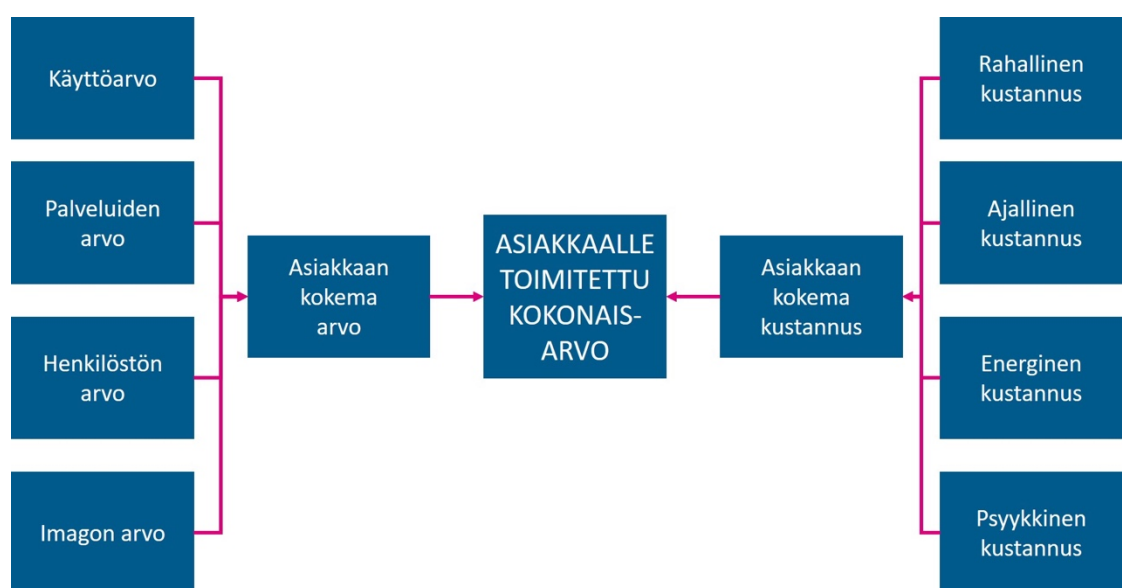 Käyttöarvo
Palveluiden
arvo
Henkilöstön
arvo
Imagon arvo
Asiakkaan
kokema
arvo
ASIAKKAALLE
TOIMITETTU
KOKONAIS-
ARVO
Asiakkaan
kokema
kustannus
Rahallinen
kustannus
Ajallinen
kustannus
Energinen
kustannus
Psyykkinen
kustannus